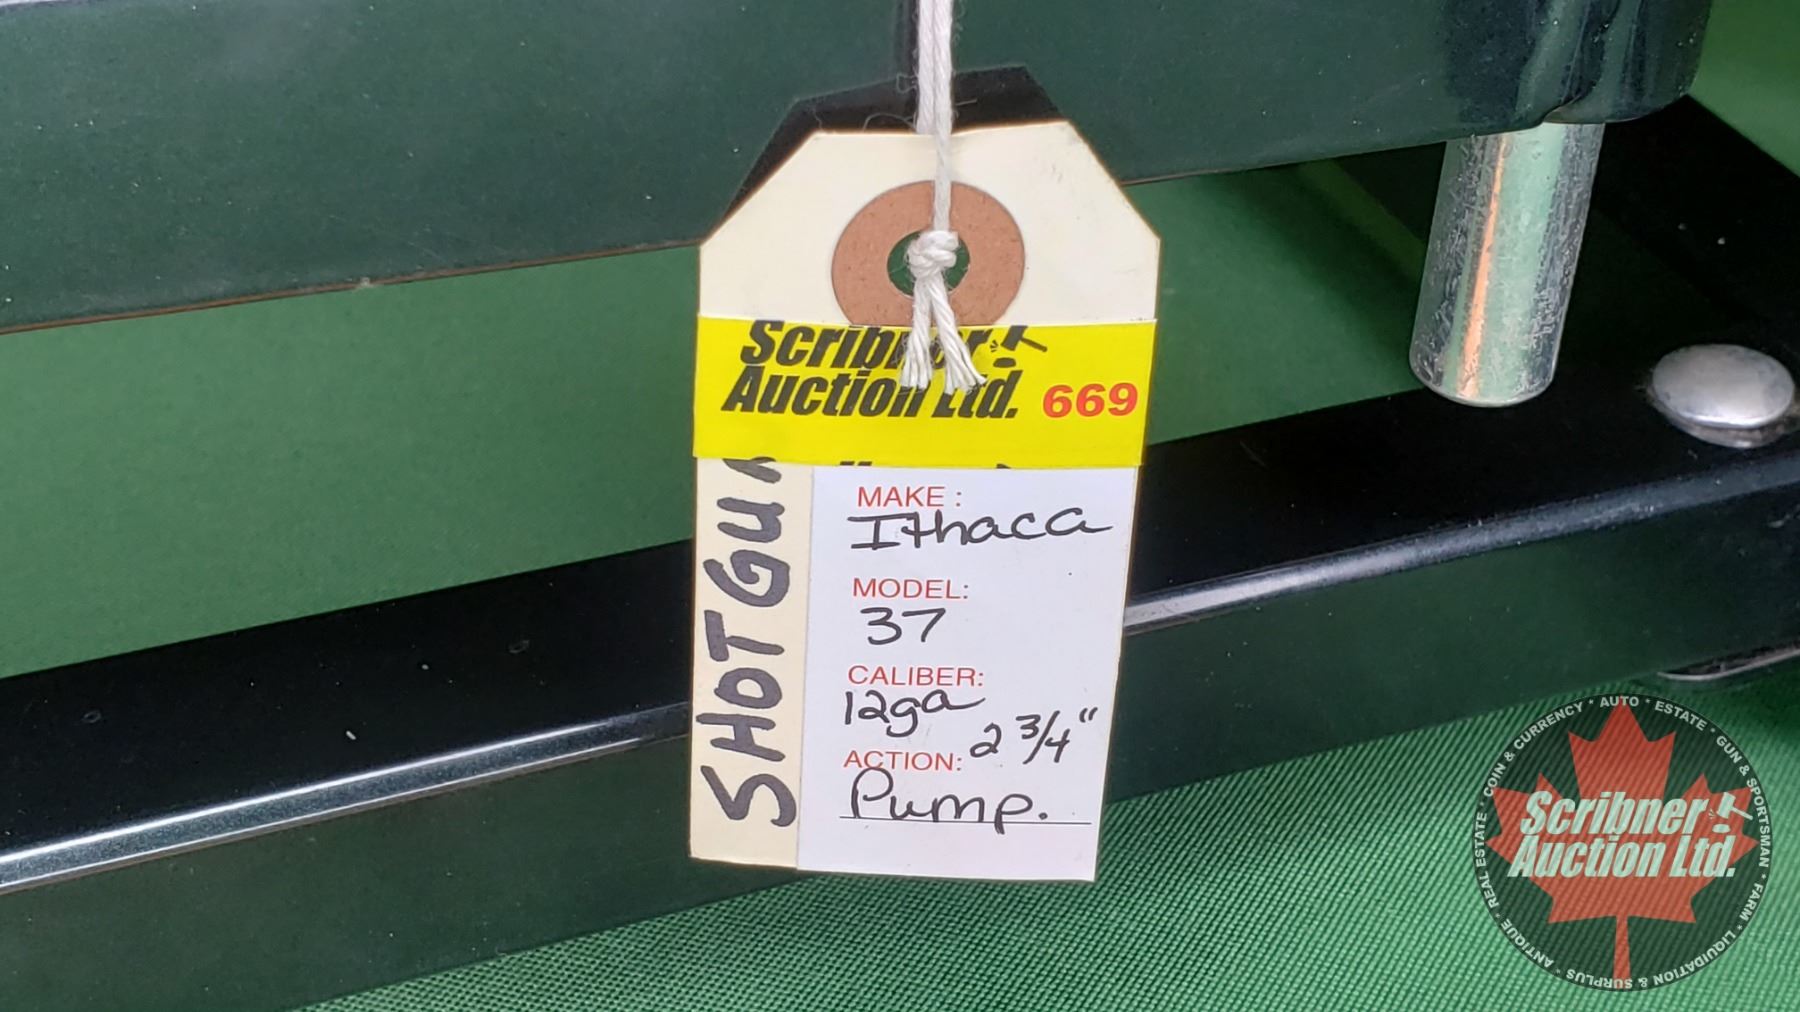 Scribner
Auction Ltd. 669
SHOTGUN
MAKE:
Ithaca
MODEL:
37
CALIBER:
12ga
2 3/4"
ACTION:
Pump.
REAL ESTATE * COIN & CURRENCY * AUTO * ESTATE * GUN & SPORTSMAN * FARM * LIQUIDATION & SURPLUS * ANTIQUE *
Scribner
Auction Ltd.